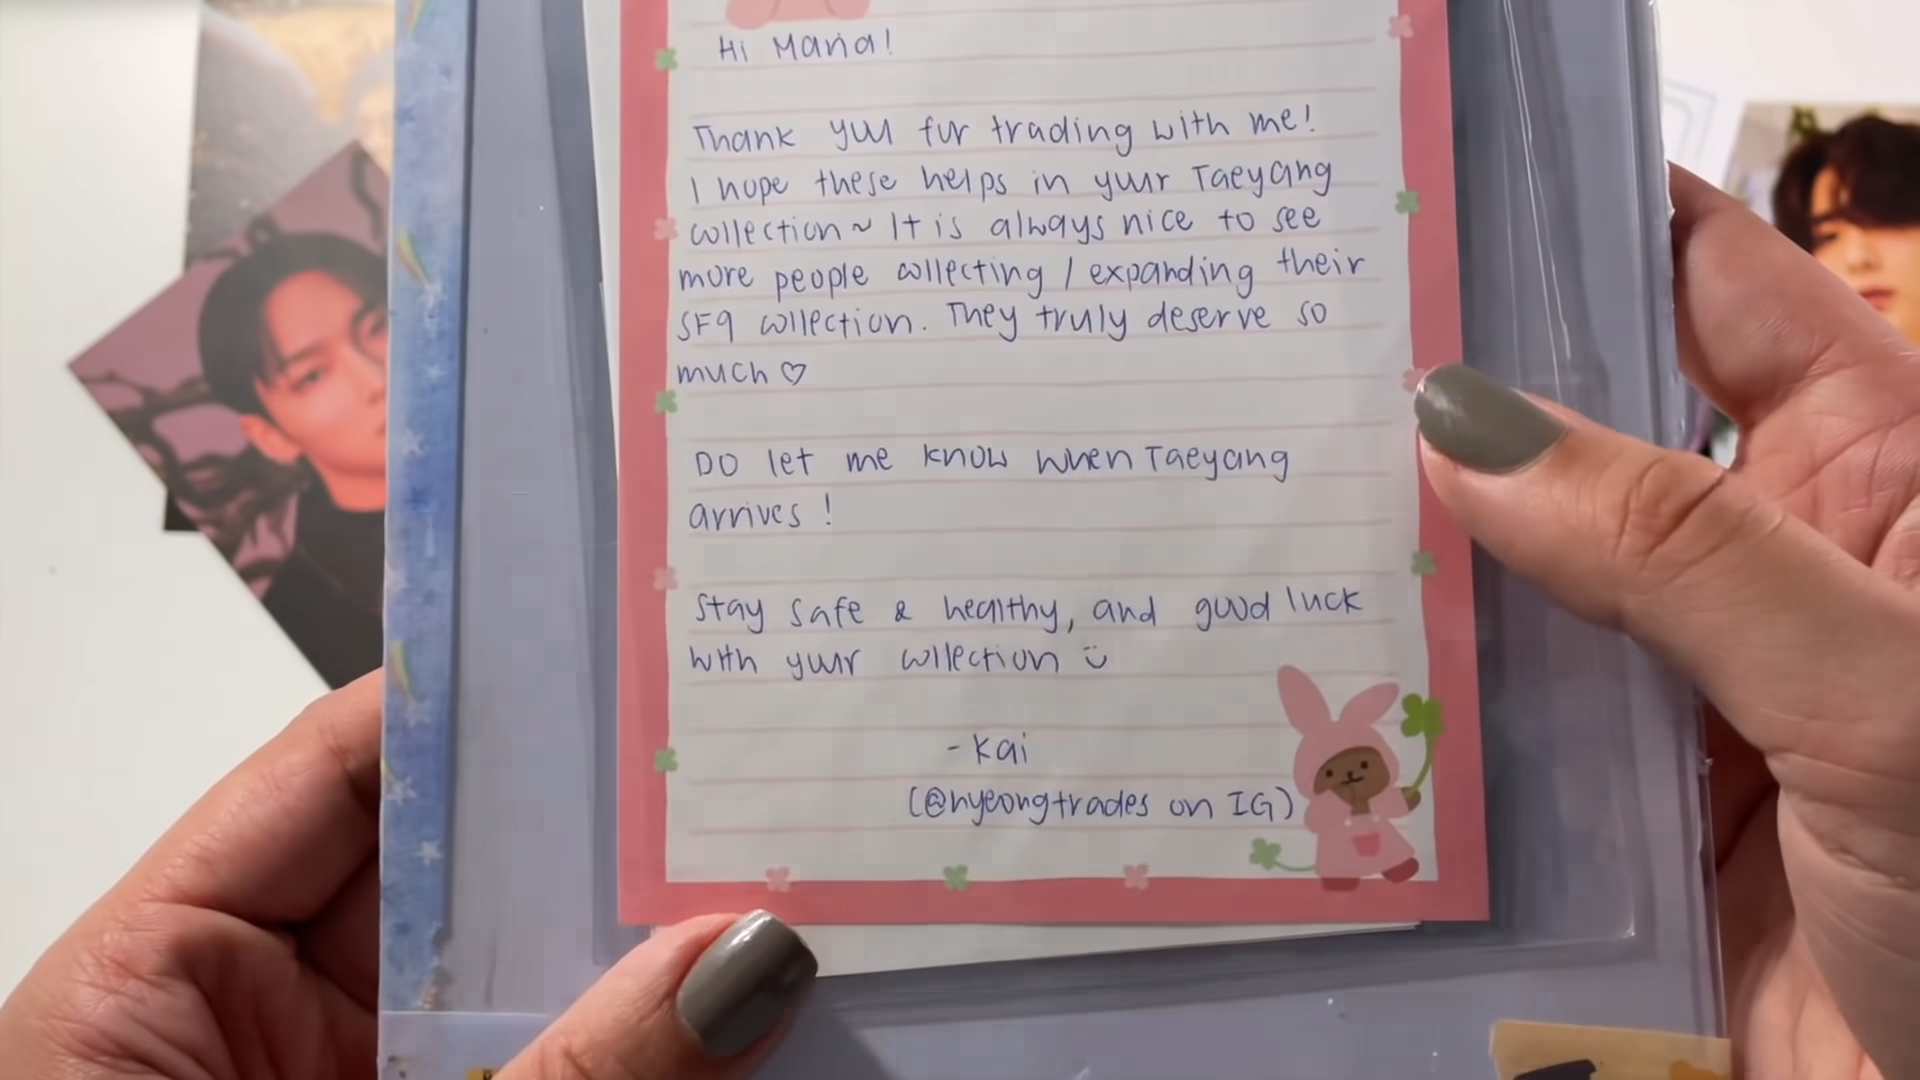 Hi Maria!
Thank you for trading with me!
I hope these helps in your Taeyang
collection~ It is always nice to see
more people collecting / expanding their
SF9 collection. They truly deserve so
much ♡
Do let me know when Taeyang
arrives!
Stay safe & healthy, and good luck
with your collection ☺
- Kai
(@hyeongtrades on IG)